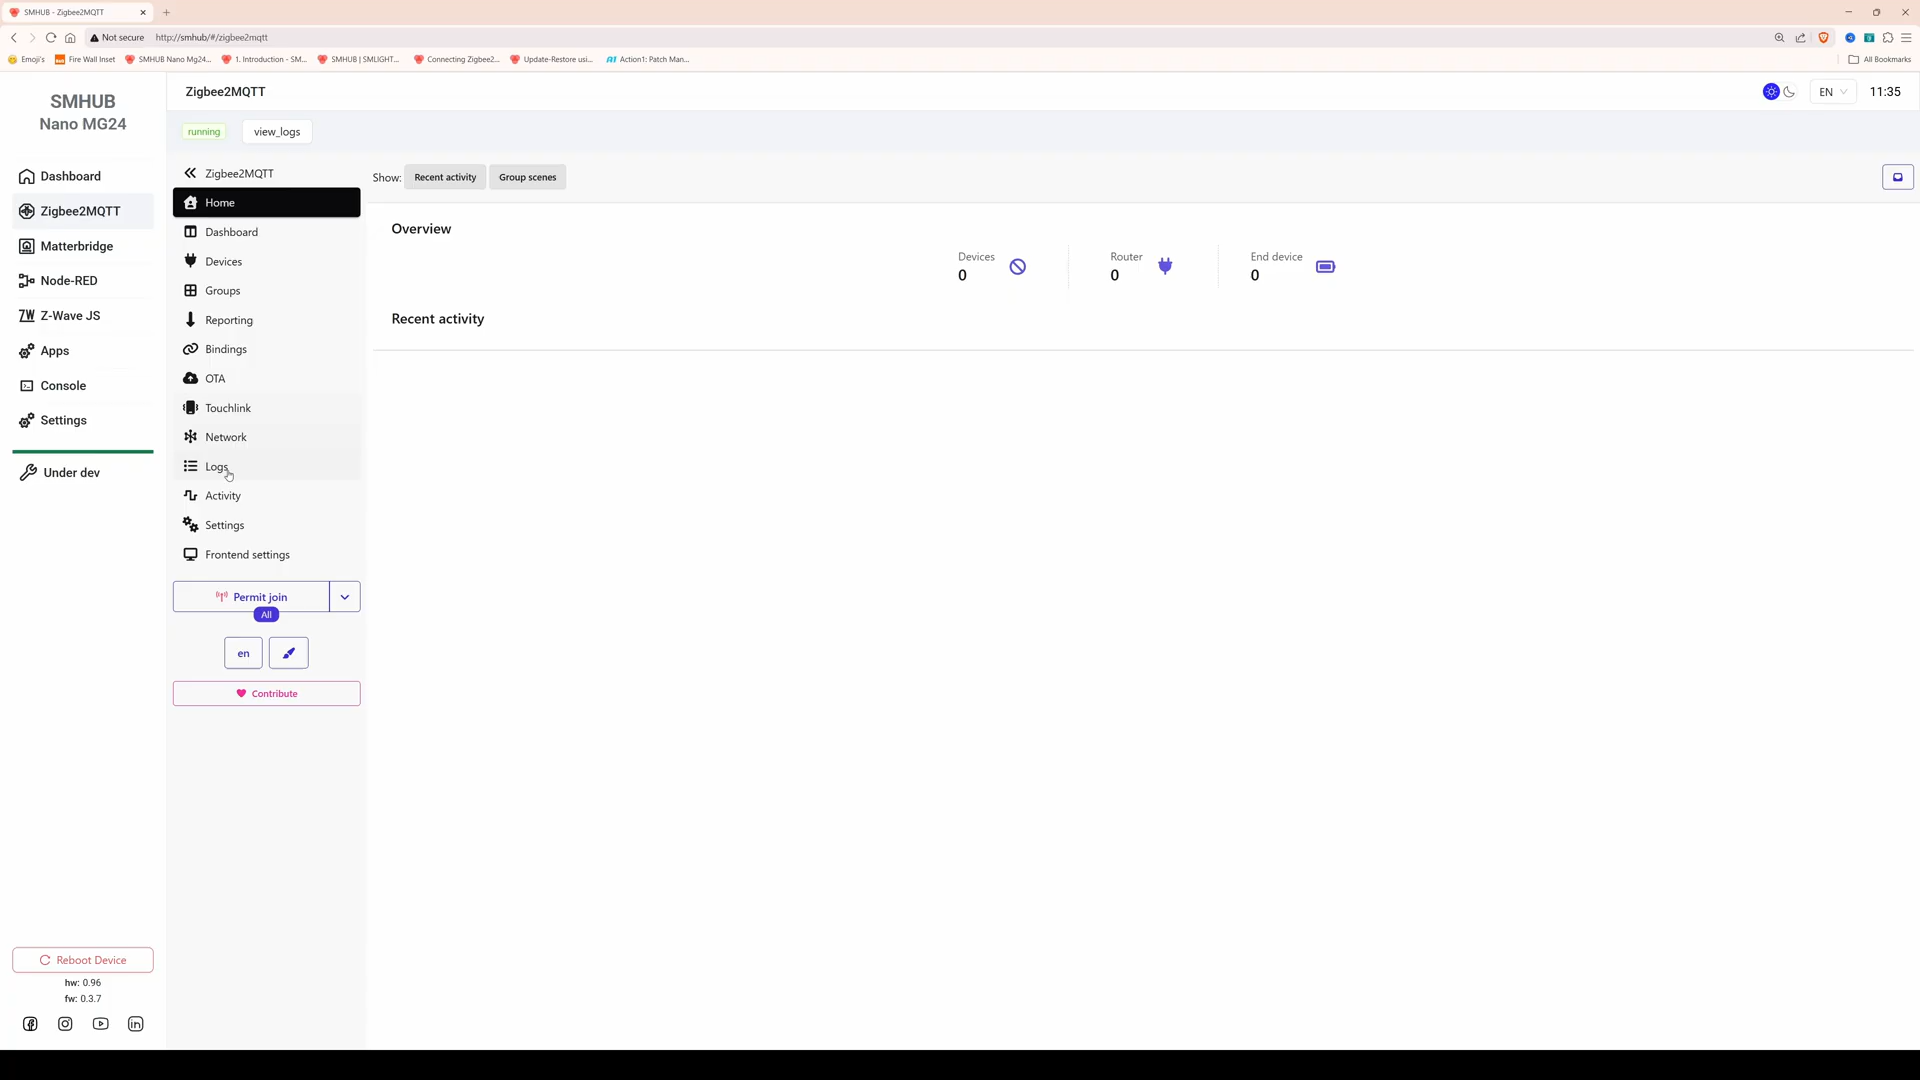 SMHUB - Zigbee2MQTT
Not secure
http://smhub/#/zigbee2mqtt
Emoji's
Fire Wall Inset
SMHUB Nano Mg24...
1. Introduction - SM...
SMHUB | SMLIGHT...
Connecting Zigbee2...
Update-Restore usi...
Action1: Patch Man...
All Bookmarks
SMHUB
Nano MG24
Dashboard
Zigbee2MQTT
Matterbridge
Node-RED
Z-Wave JS
Apps
Console
Settings
Under dev
Reboot Device
hw: 0.96
fw: 0.3.7
Zigbee2MQTT
EN
11:35
running
view_logs
Zigbee2MQTT
Home
Dashboard
Devices
Groups
Reporting
Bindings
OTA
Touchlink
Network
Logs
Activity
Settings
Frontend settings
Permit join
All
en
Contribute
Show:
Recent activity
Group scenes
Overview
Devices
0
Router
0
End device
0
Recent activity